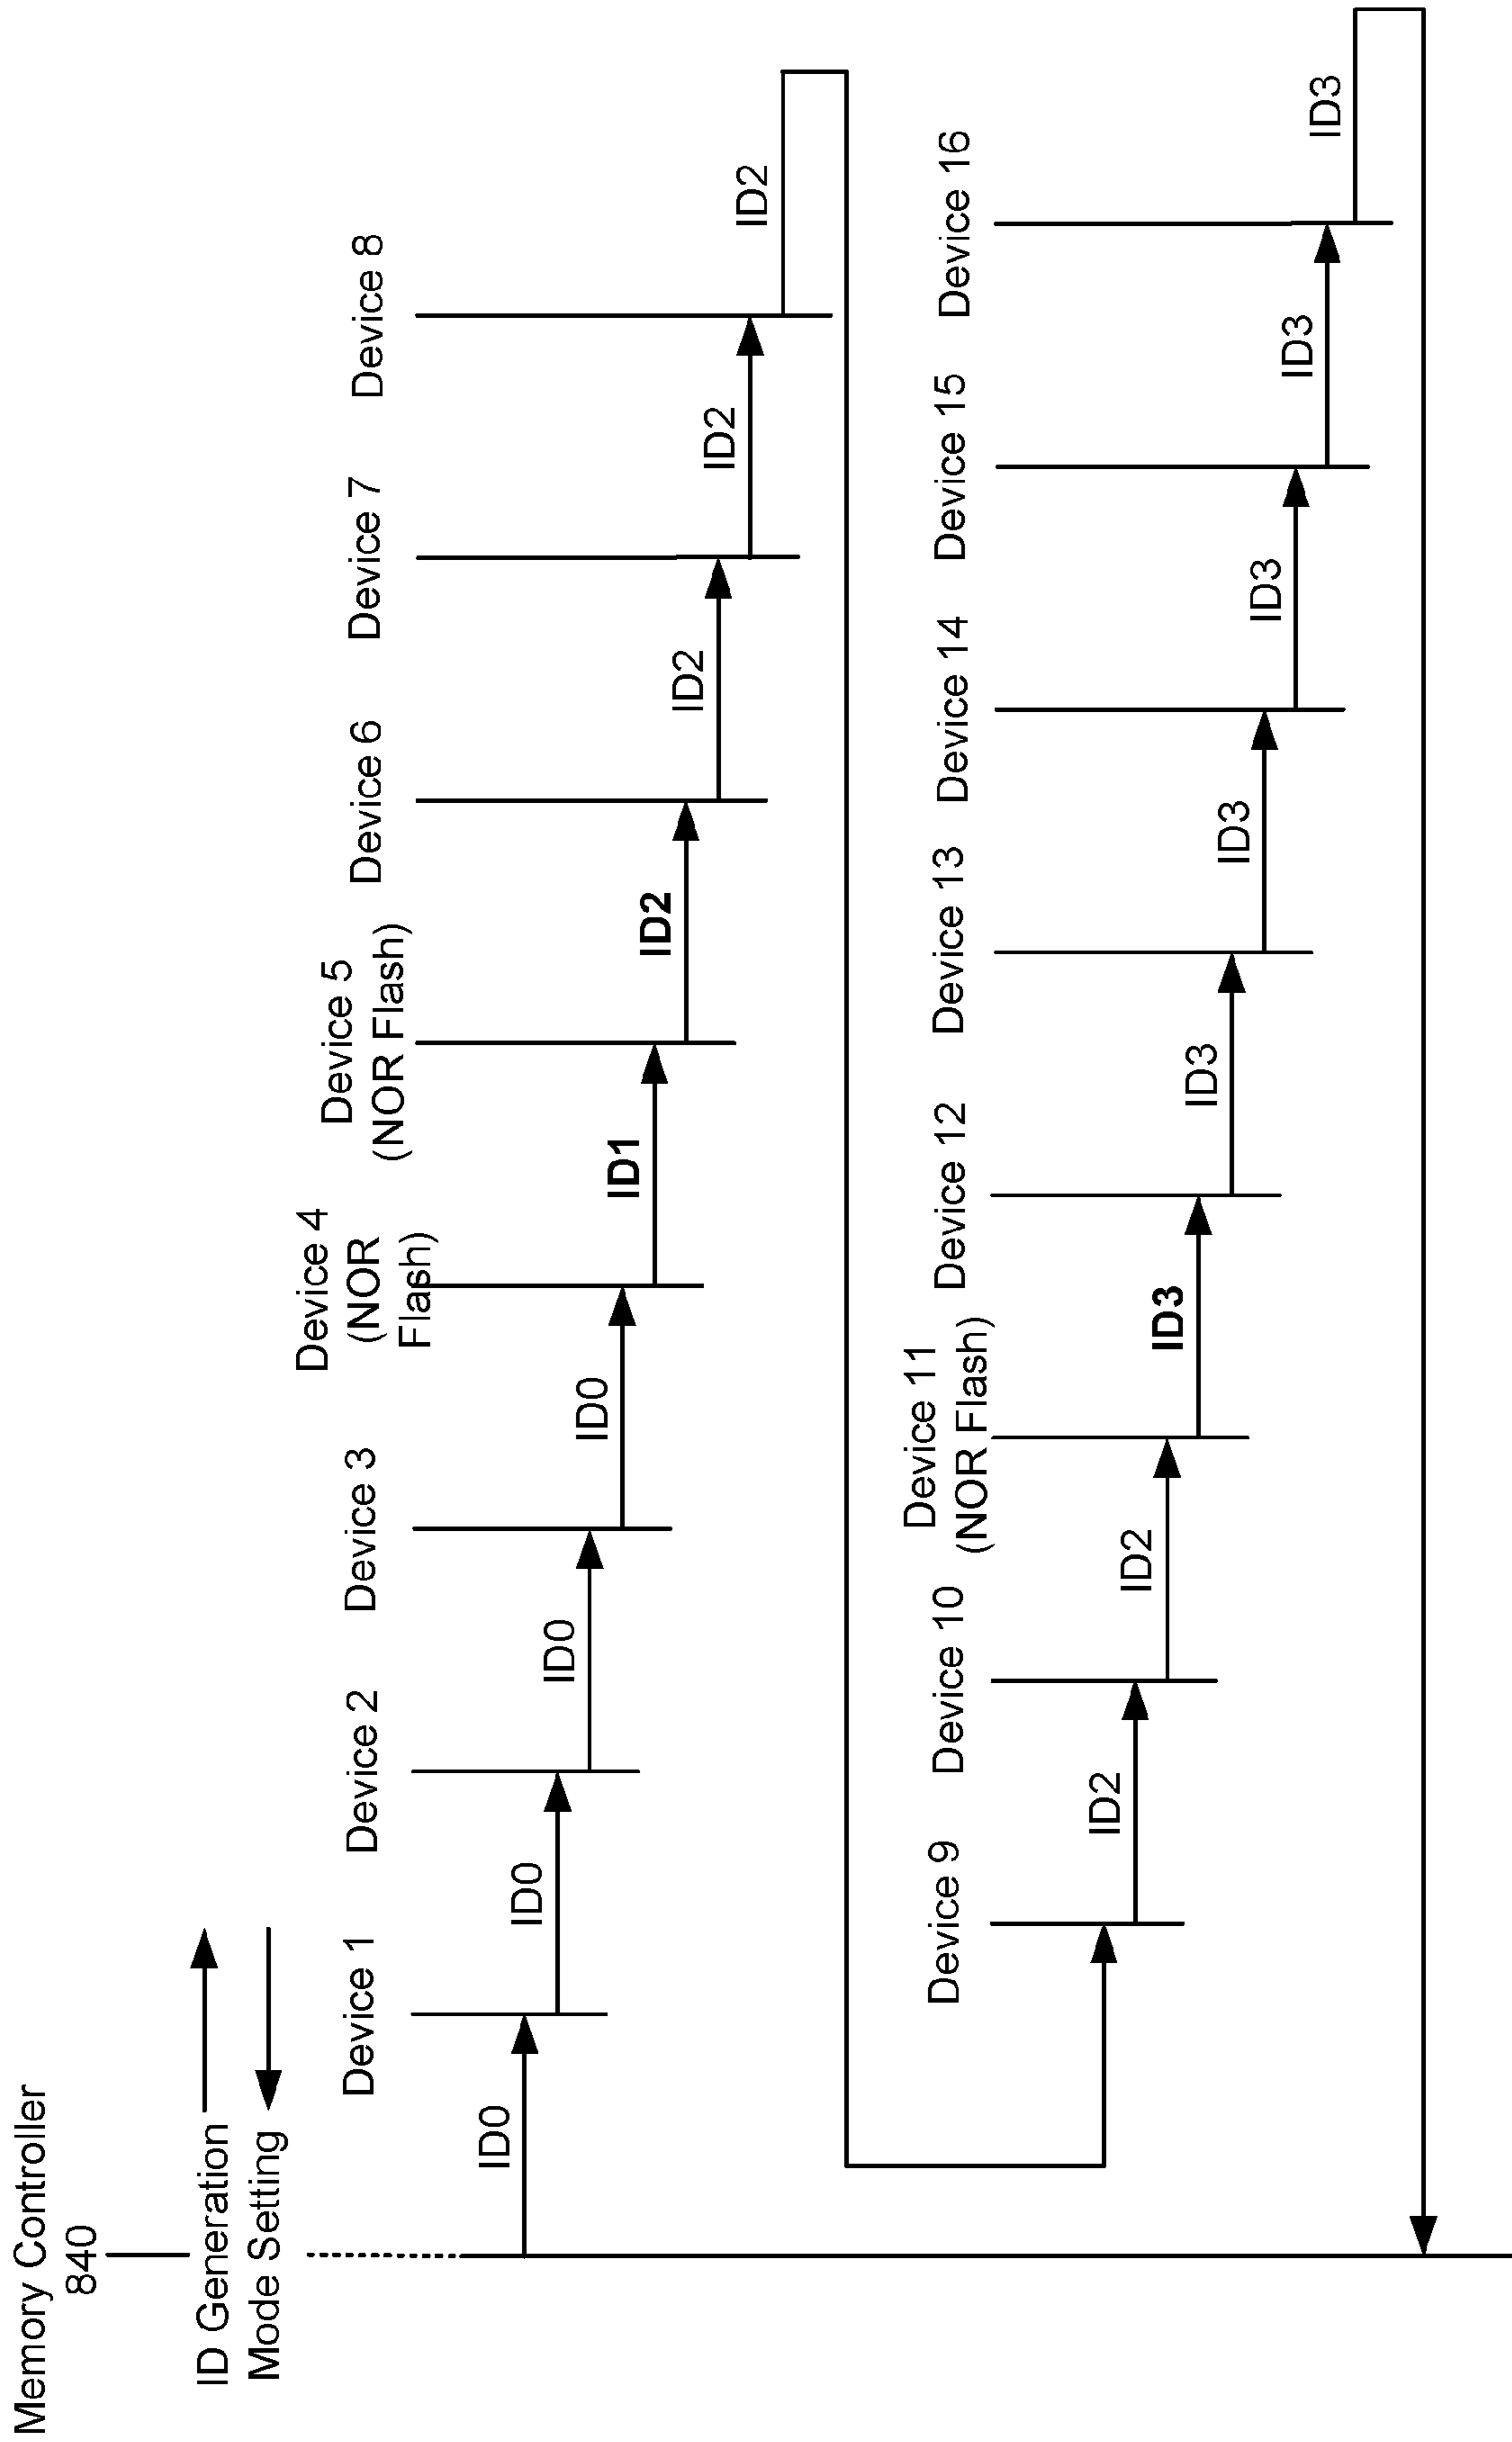 Memory Controller
840
ID Generation
Mode Setting
Device 1
Device 2
Device 3
Device 4
(NOR
Flash)
Device 5
(NOR Flash)
Device 6
Device 7
Device 8
ID0
ID0
ID0
ID0
ID1
ID2
ID2
ID2
ID2
Device 9
Device 10
Device 11
(NOR Flash)
Device 12
Device 13
Device 14
Device 15
Device 16
ID2
ID2
ID3
ID3
ID3
ID3
ID3
ID3